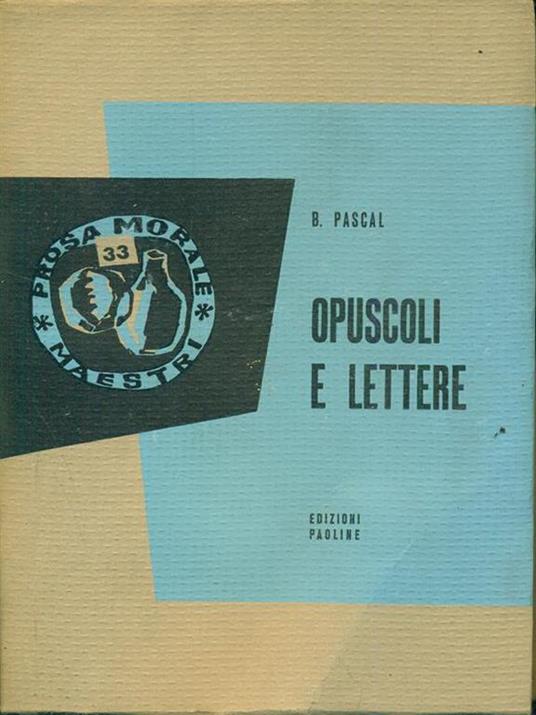 PROSA MORALE
33
* MAESTRI *
B. PASCAL
OPUSCOLI
E LETTERE
EDIZIONI
PAOLINE